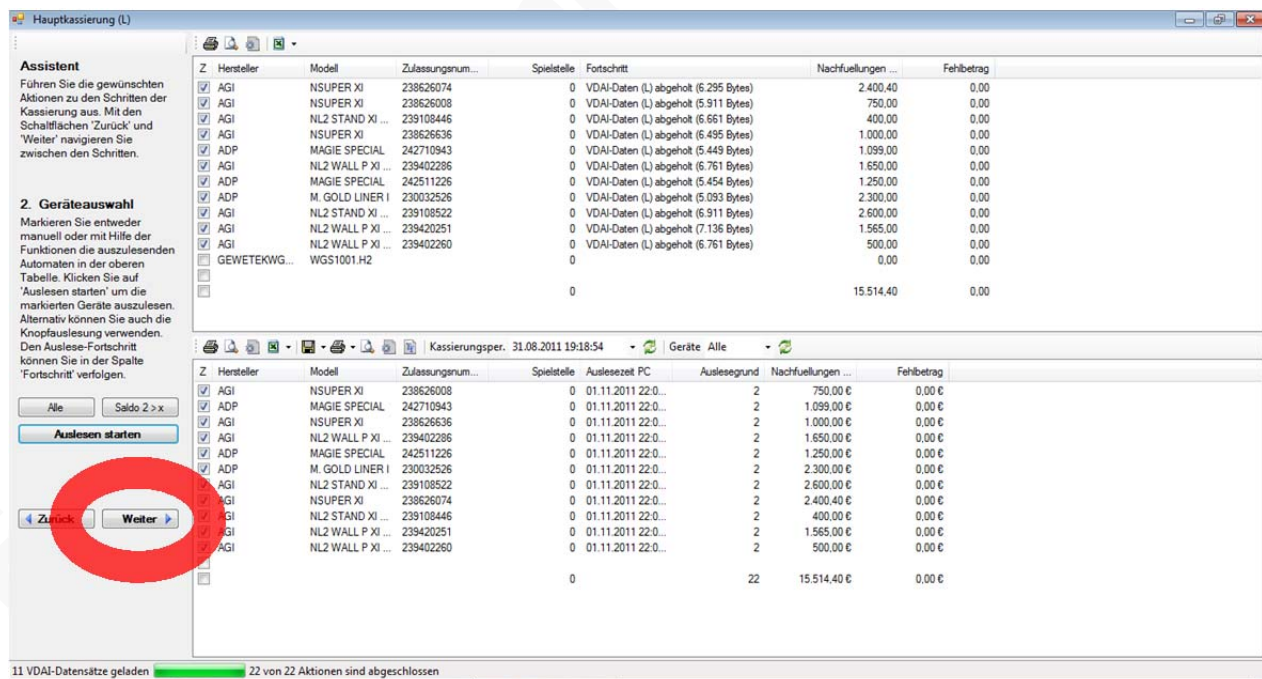 Hauptkassierung (L)
Assistent
Führen Sie die gewünschten
Aktionen zu den Schritten der
Kassierung aus. Mit den
Schaltflächen 'Zurück' und
'Weiter' navigieren Sie
zwischen den Schritten.
2. Geräteauswahl
Markieren Sie entweder
manuell oder mit Hilfe der
Funktionen die auszulesenden
Automaten in der oberen
Tabelle. Klicken Sie auf
'Auslesen starten' um die
markierten Geräte auszulesen.
Alternativ können Sie auch die
Knopfauslesung verwenden.
Den Auslese-Fortschritt
können Sie in der Spalte
'Fortschritt' verfolgen.
Alle Saldo 2 > x
Auslesen starten
Zurück Weiter
Z Hersteller Modell Zulassungsnum... Spielstelle Fortschritt Nachfuellungen ... Fehlbetrag
AGI NSUPER XI 238626074 0 VDAI-Daten (L) abgeholt (6.295 Bytes) 2.400,40 0,00
AGI NSUPER XI 238626008 0 VDAI-Daten (L) abgeholt (5.911 Bytes) 750,00 0,00
AGI NL2 STAND XI ... 239108446 0 VDAI-Daten (L) abgeholt (6.661 Bytes) 400,00 0,00
AGI NSUPER XI 238626636 0 VDAI-Daten (L) abgeholt (6.495 Bytes) 1.000,00 0,00
ADP MAGIE SPECIAL 242710943 0 VDAI-Daten (L) abgeholt (5.449 Bytes) 1.099,00 0,00
AGI NL2 WALL P XI ... 239402286 0 VDAI-Daten (L) abgeholt (6.761 Bytes) 1.650,00 0,00
ADP MAGIE SPECIAL 242511226 0 VDAI-Daten (L) abgeholt (5.454 Bytes) 1.250,00 0,00
ADP M. GOLD LINER I 230032526 0 VDAI-Daten (L) abgeholt (5.093 Bytes) 2.300,00 0,00
AGI NL2 STAND XI ... 239108522 0 VDAI-Daten (L) abgeholt (6.911 Bytes) 2.600,00 0,00
AGI NL2 WALL P XI ... 239420251 0 VDAI-Daten (L) abgeholt (7.136 Bytes) 1.565,00 0,00
AGI NL2 WALL P XI ... 239402260 0 VDAI-Daten (L) abgeholt (6.761 Bytes) 500,00 0,00
GEWETEKWG... WGS1001.H2 0 0,00 0,00
0 15.514,40 0,00
Kassierungsper. 31.08.2011 19:18:54 Geräte Alle
Z Hersteller Modell Zulassungsnum... Spielstelle Auslesezeit PC Auslesegrund Nachfuellungen ... Fehlbetrag
AGI NSUPER XI 238626008 0 01.11.2011 22:0... 2 750,00 € 0,00 €
ADP MAGIE SPECIAL 242710943 0 01.11.2011 22:0... 2 1.099,00 € 0,00 €
AGI NSUPER XI 238626636 0 01.11.2011 22:0... 2 1.000,00 € 0,00 €
AGI NL2 WALL P XI ... 239402286 0 01.11.2011 22:0... 2 1.650,00 € 0,00 €
ADP MAGIE SPECIAL 242511226 0 01.11.2011 22:0... 2 1.250,00 € 0,00 €
ADP M. GOLD LINER I 230032526 0 01.11.2011 22:0... 2 2.300,00 € 0,00 €
AGI NL2 STAND XI ... 239108522 0 01.11.2011 22:0... 2 2.600,00 € 0,00 €
AGI NSUPER XI 238626074 0 01.11.2011 22:0... 2 2.400,40 € 0,00 €
AGI NL2 STAND XI ... 239108446 0 01.11.2011 22:0... 2 400,00 € 0,00 €
AGI NL2 WALL P XI ... 239420251 0 01.11.2011 22:0... 2 1.565,00 € 0,00 €
AGI NL2 WALL P XI ... 239402260 0 01.11.2011 22:0... 2 500,00 € 0,00 €
0 22 15.514,40 € 0,00 €
11 VDAI-Datensätze geladen 22 von 22 Aktionen sind abgeschlossen